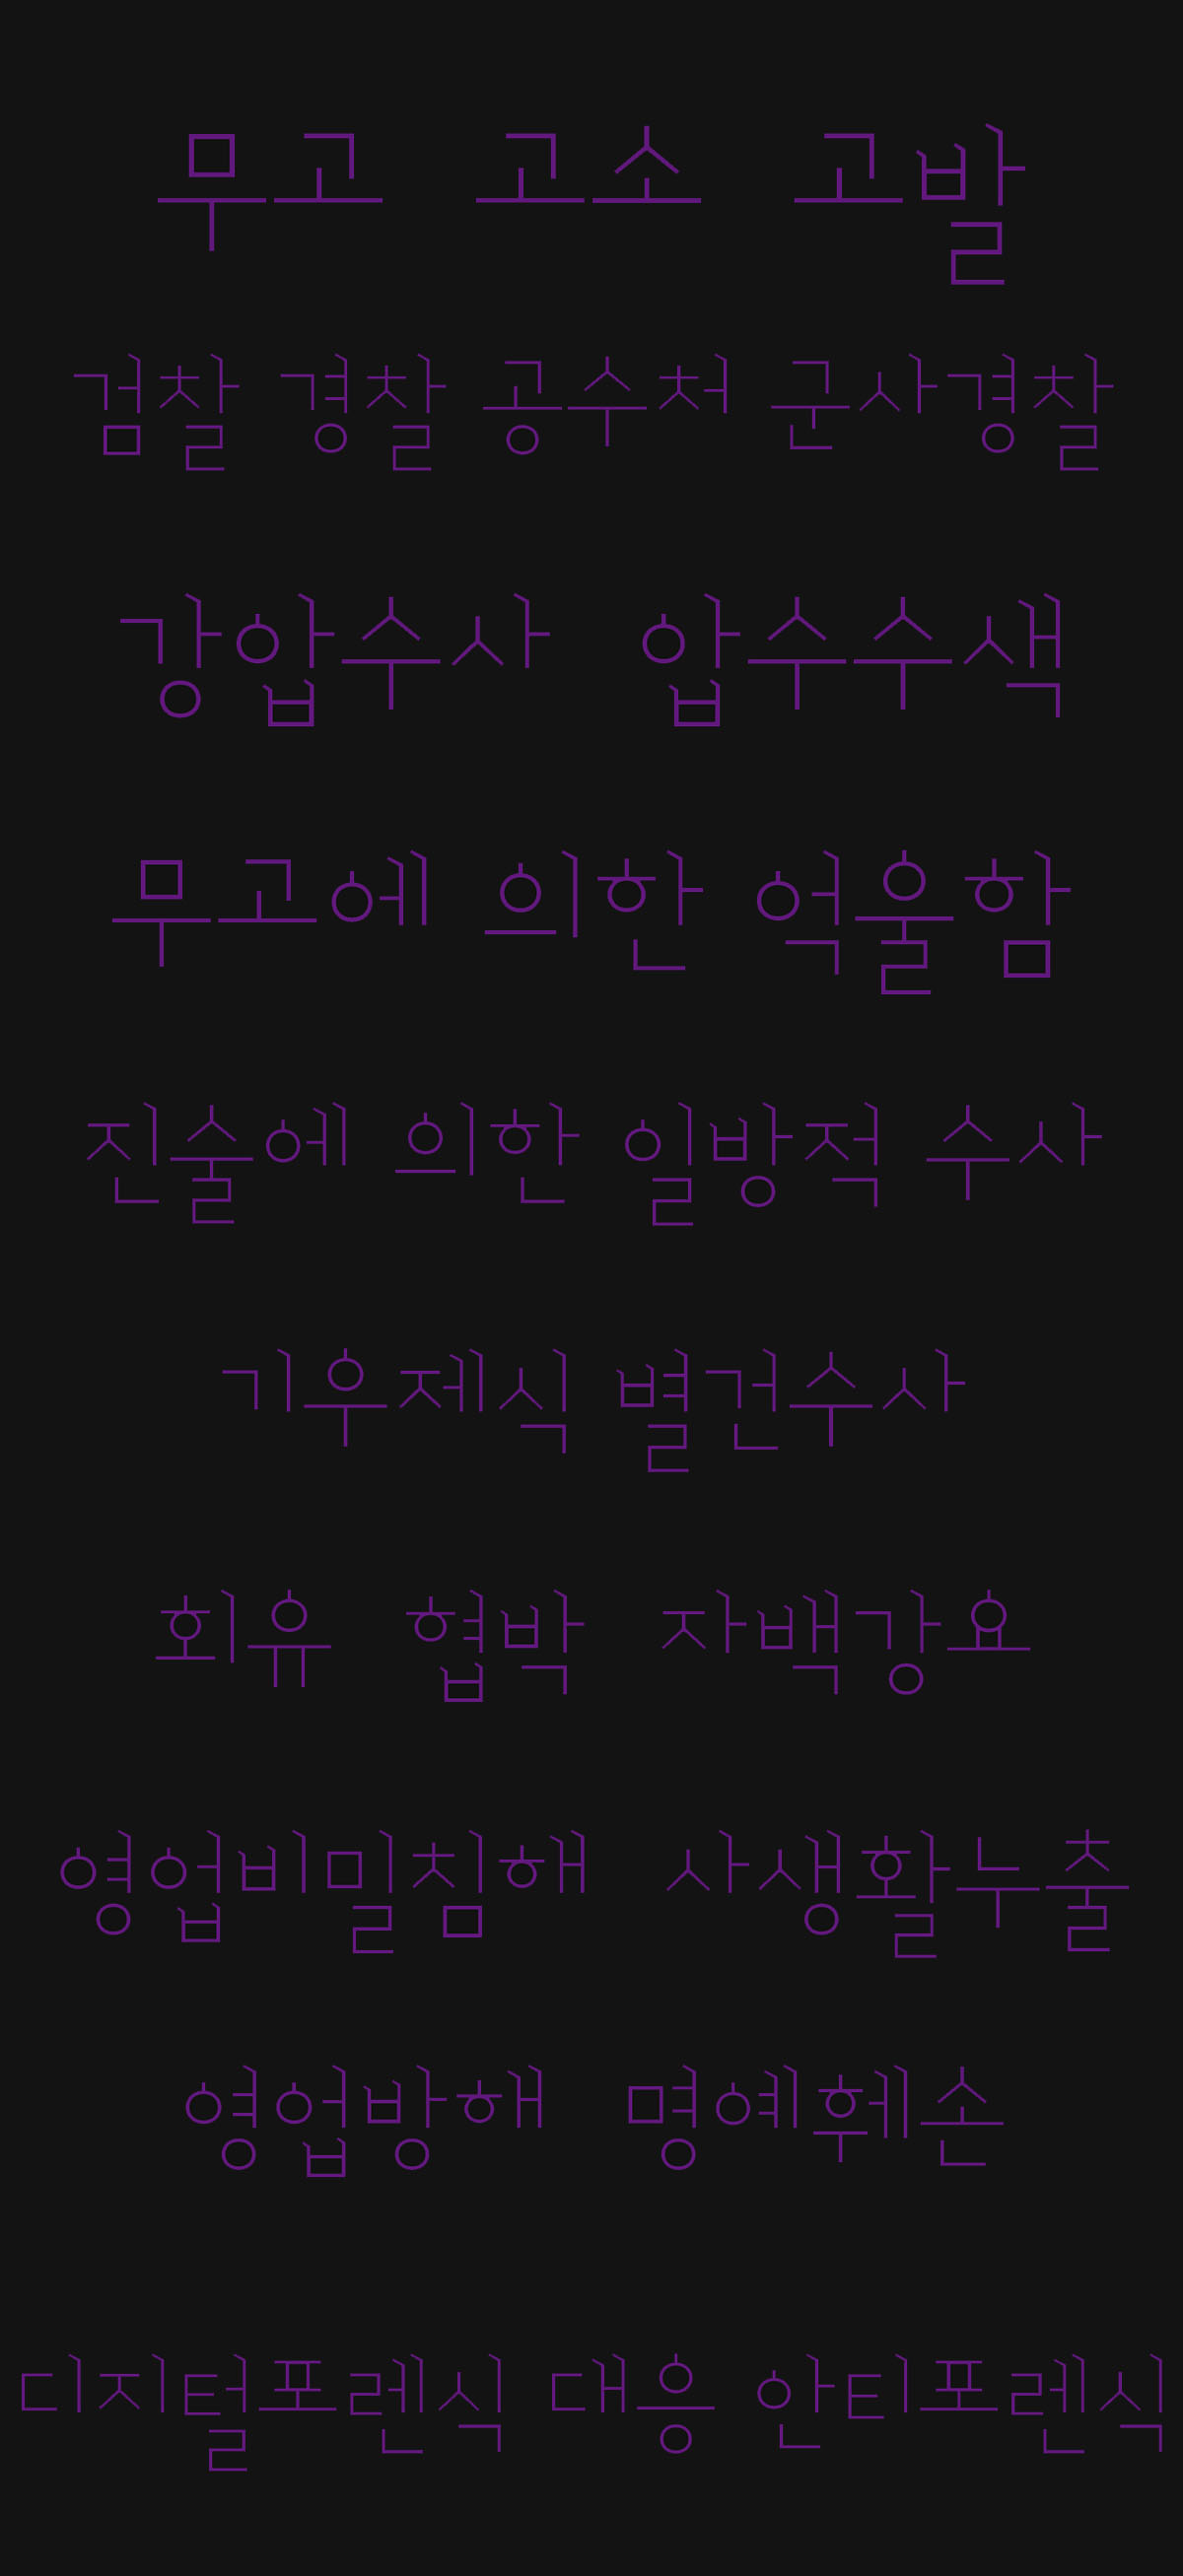 무고 고소 고발
검찰 경찰 공수처 군사경찰
강압수사 압수수색
무고에 의한 억울함
진술에 의한 일방적 수사
기우제식 별건수사
회유 협박 자백강요
영업비밀침해 사생활누출
영업방해 명예훼손
디지털포렌식 대응 안티포렌식